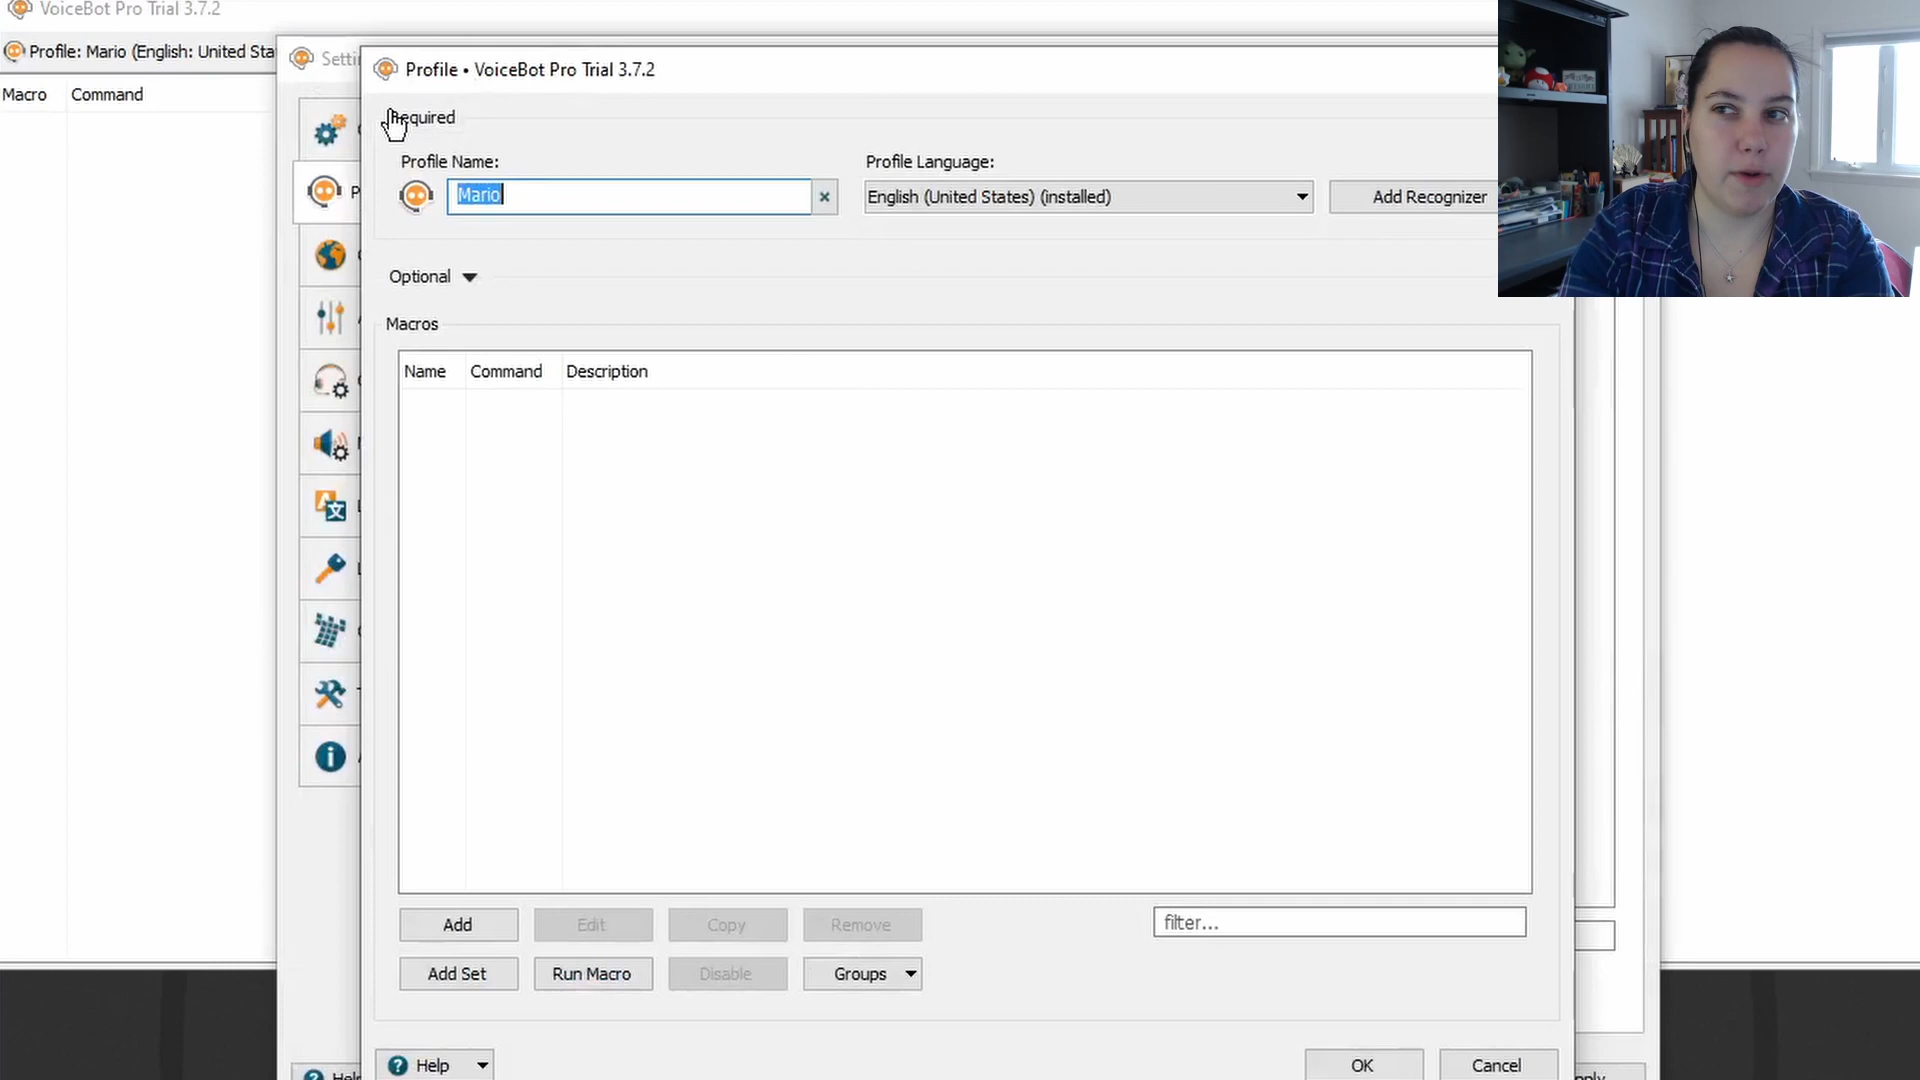 VoiceBot Pro Trial 3.7.2
Profile: Mario (English: United Sta
Macro Command
Setti
Profile • VoiceBot Pro Trial 3.7.2
Required
Profile Name:
Profile Language:
Mario
English (United States) (installed)
Add Recognizer
Optional
Macros
Name Command Description
Add Edit Copy Remove
filter...
Add Set Run Macro Disable Groups
Help
OK Cancel
Help
pply